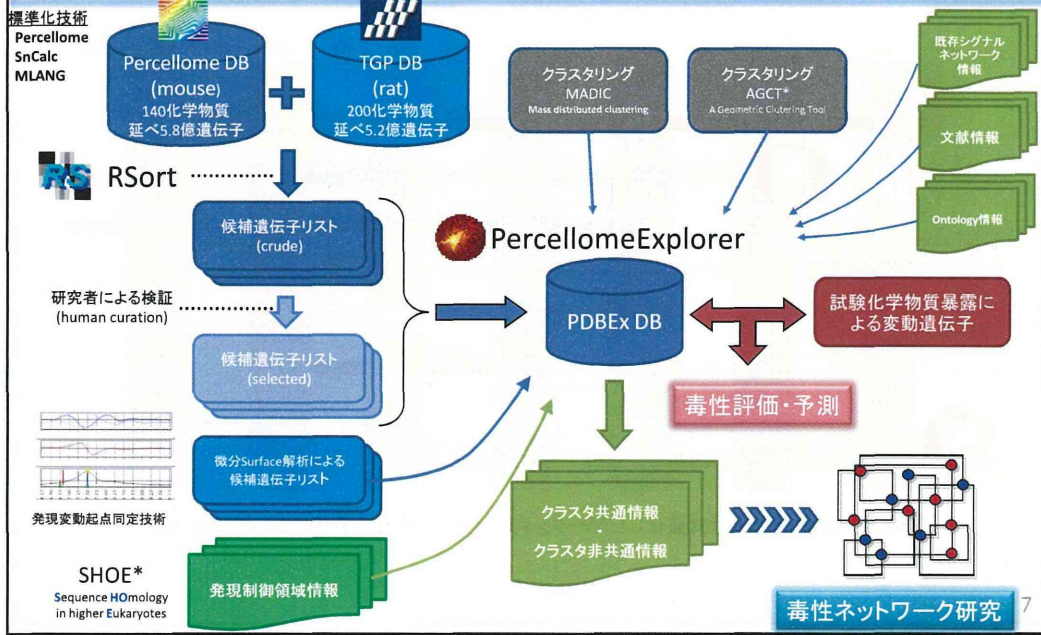 標準化技術
Percellome
SnCalc
MLANG
Percellome DB
(mouse)
140化学物質
延べ5.8億遺伝子
TGP DB
(rat)
200化学物質
延べ5.2億遺伝子
クラスタリング
MADIC
Mass distributed clustering
クラスタリング
AGCT*
A Geometric Clutering Tool
既存シグナル
ネットワーク
情報
文献情報
Ontology情報
RS
RSort
候補遺伝子リスト
(crude)
PercellomeExplorer
研究者による検証
(human curation)
PDBEx DB
試験化学物質暴露に
よる変動遺伝子
候補遺伝子リスト
(selected)
毒性評価・予測
微分Surface解析による
候補遺伝子リスト
発現変動起点同定技術
クラスタ共通情報
・
クラスタ非共通情報
SHOE*
Sequence HOmology
in higher Eukaryotes
発現制御領域情報
毒性ネットワーク研究
7